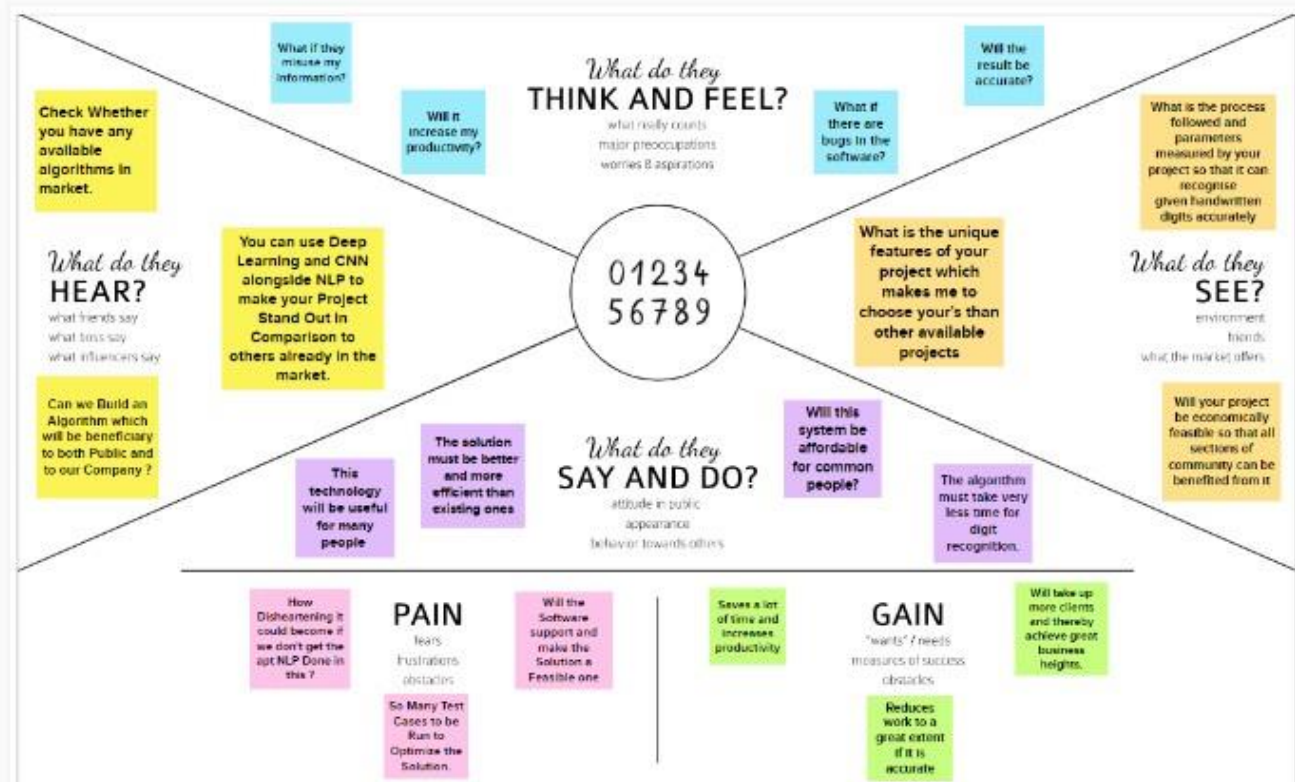 What if they
misuse my
information?
Will it
increase my
productivity?
What do they
THINK AND FEEL?
what really counts
major preoccupations
worries & aspirations
What if
there are
bugs in the
software?
Will the
result be
accurate?
Check Whether
you have any
available
algorithms in
market.
What do they
HEAR?
what friends say
what boss say
what influencers say
You can use Deep
Learning and CNN
alongside NLP to
make your Project
Stand Out in
Comparison to
others already in the
market.
Can we Build an
Algorithm which
will be beneficiary
to both Public and
to our Company ?
01234
56789
What is the process
followed and
parameters
measured by your
project so that it can
recognise
given handwritten
digits accurately
What is the unique
features of your
project which
makes me to
choose your's than
other available
projects
What do they
SEE?
environment
friends
what the market offers
Will your project
be economically
feasible so that all
sections of
community can be
benefited from it
This
technology
will be useful
for many
people
The solution
must be better
and more
efficient than
existing ones
What do they
SAY AND DO?
attitude in public
appearance
behavior towards others
Will this
system be
affordable
for common
people?
The algorithm
must take very
less time for
digit
recognition.
How
Disheartening it
could become if
we don't get the
apt NLP Done in
this ?
PAIN
fears
frustrations
obstacles
Will the
Software
support and
make the
Solution a
Feasible one
So Many Test
Cases to be
Run to
Optimize the
Solution.
Saves a lot
of time and
increases
productivity
GAIN
"wants" / needs
measures of success
obstacles
Reduces
work to a
great extent
if it is
accurate
Will take up
more clients
and thereby
achieve great
business
heights.